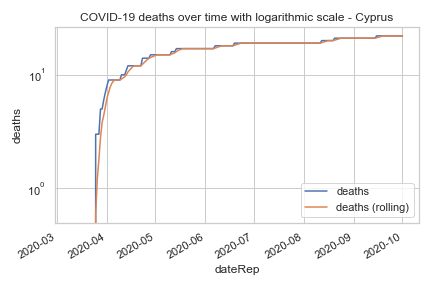 COVID-19 deaths over time with logarithmic scale - Cyprus
deaths
10¹
10⁰
deaths
deaths (rolling)
2020-03
2020-04
2020-05
2020-06
2020-07
2020-08
2020-09
2020-10
dateRep